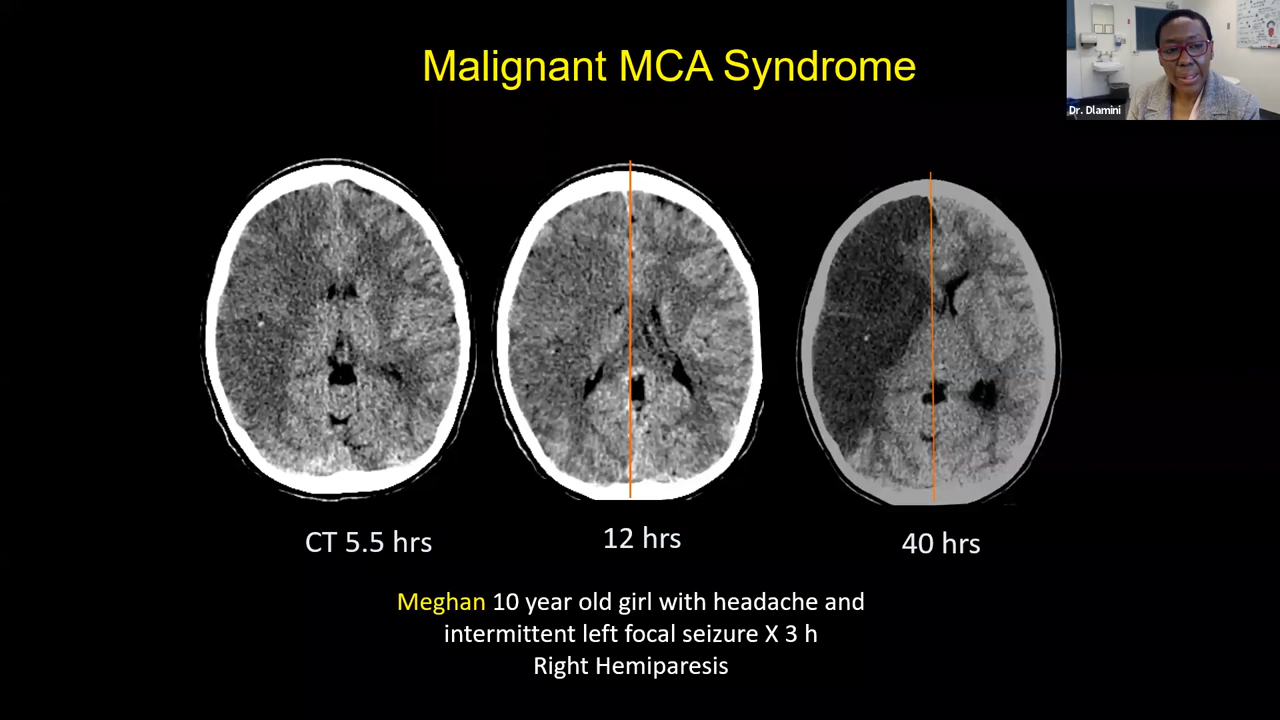 Malignant MCA Syndrome
Dr. Dlamini
CT 5.5 hrs
12 hrs
40 hrs
Meghan 10 year old girl with headache and
intermittent left focal seizure X 3 h
Right Hemiparesis